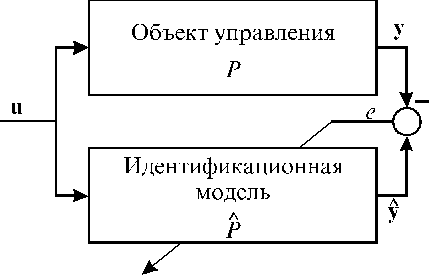 Объект управления
P
y
u
–
e
Идентификационная
модель
P̂
ŷ